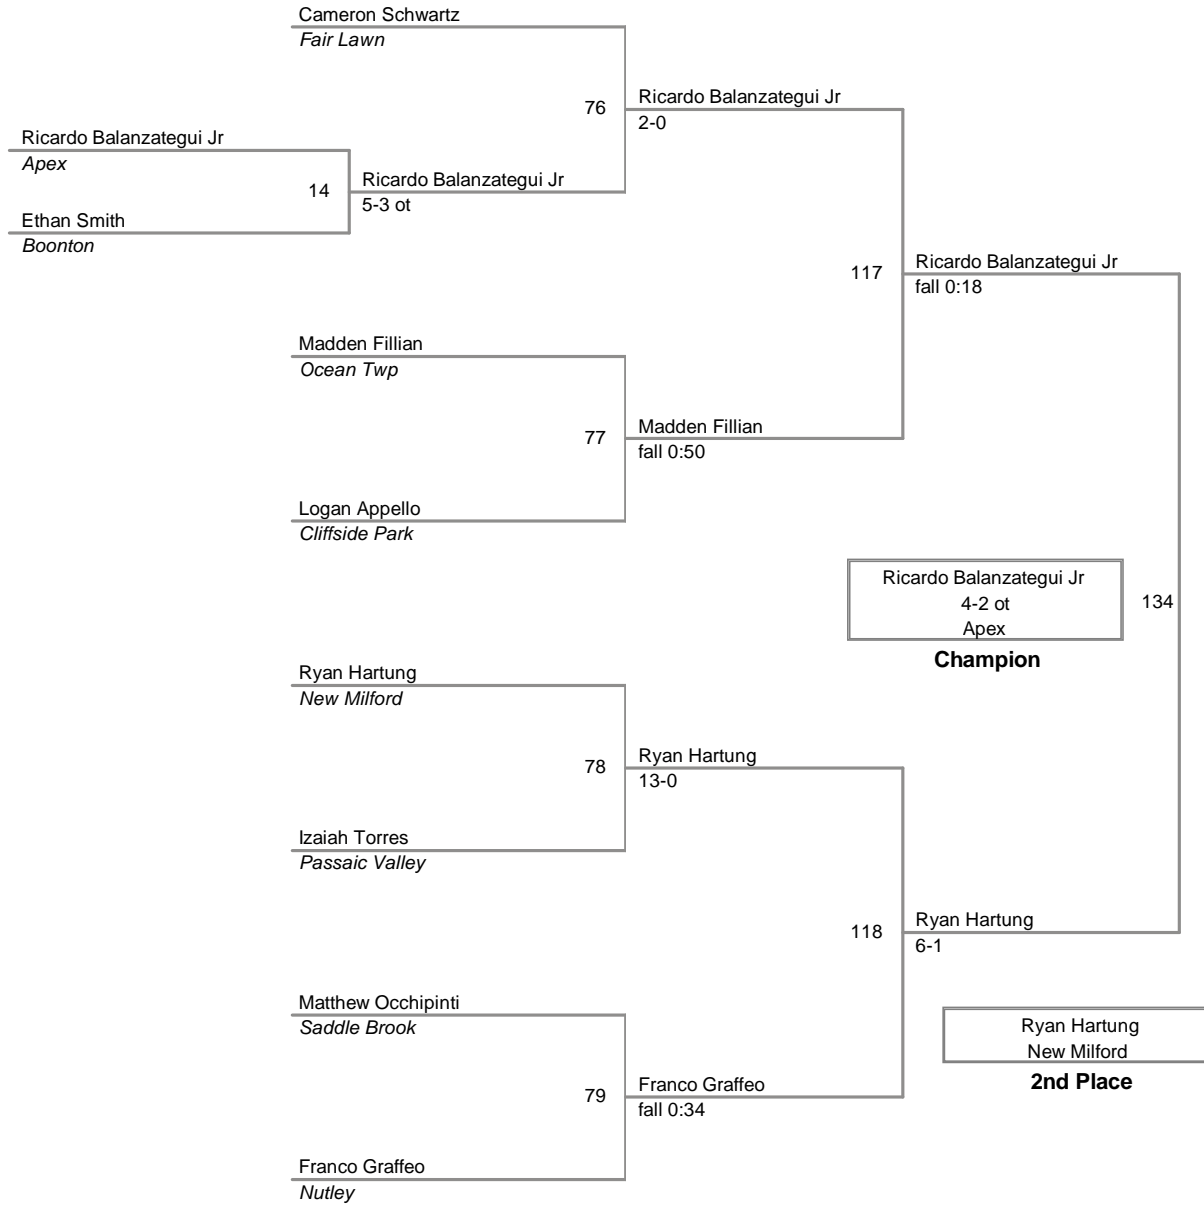 Cameron Schwartz
Fair Lawn
76
Ricardo Balanzategui Jr
2-0
Ricardo Balanzategui Jr
Apex
14
Ricardo Balanzategui Jr
5-3 ot
Ethan Smith
Boonton
117
Ricardo Balanzategui Jr
fall 0:18
Madden Fillian
Ocean Twp
77
Madden Fillian
fall 0:50
Logan Appello
Cliffside Park
Ricardo Balanzategui Jr
4-2 ot
Apex
Champion
134
Ryan Hartung
New Milford
78
Ryan Hartung
13-0
Izaiah Torres
Passaic Valley
118
Ryan Hartung
6-1
Matthew Occhipinti
Saddle Brook
Ryan Hartung
New Milford
2nd Place
79
Franco Graffeo
fall 0:34
Franco Graffeo
Nutley